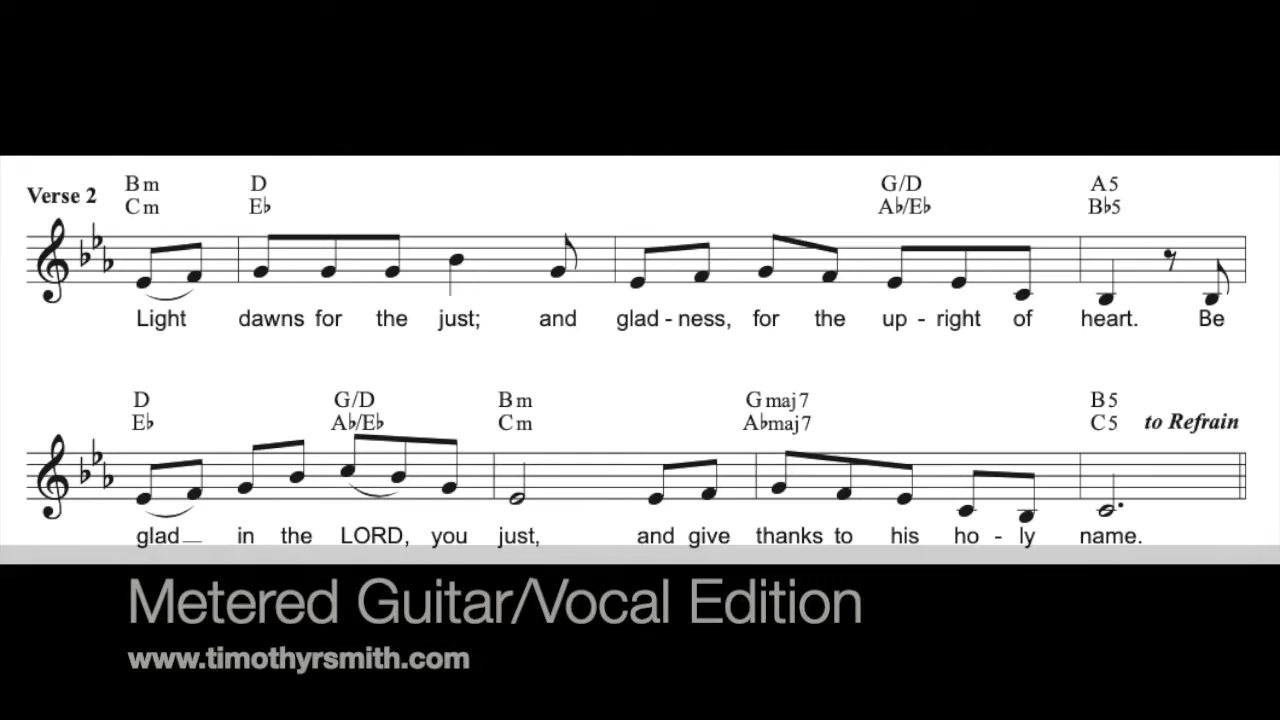 Verse 2
Bm D G/D A5
Cm E♭ A♭/E♭ B♭5
Light dawns for the just; and glad - ness, for the up - right of heart. Be
D G/D Bm Gmaj7 B5
E♭ A♭/E♭ Cm A♭maj7 C5 to Refrain
glad in the LORD, you just, and give thanks to his ho - ly name.
Metered Guitar/Vocal Edition
www.timothyrsmith.com